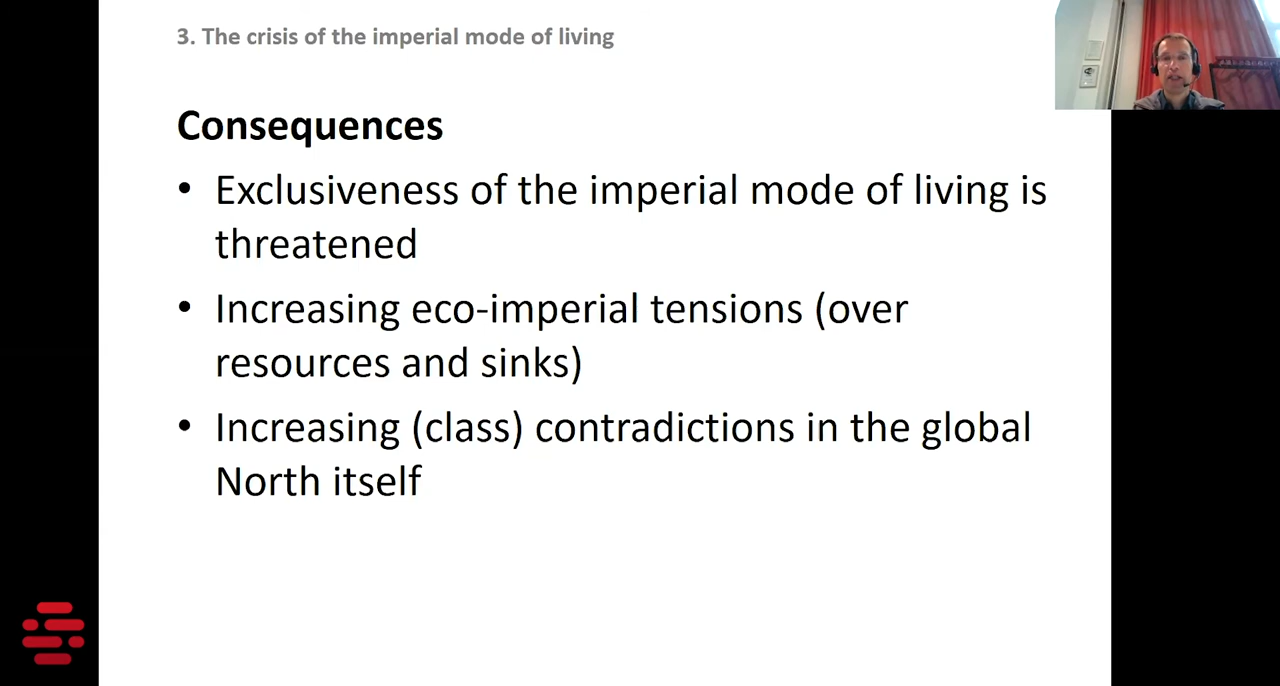 3. The crisis of the imperial mode of living
Consequences
• Exclusiveness of the imperial mode of living is
threatened
• Increasing eco-imperial tensions (over
resources and sinks)
• Increasing (class) contradictions in the global
North itself